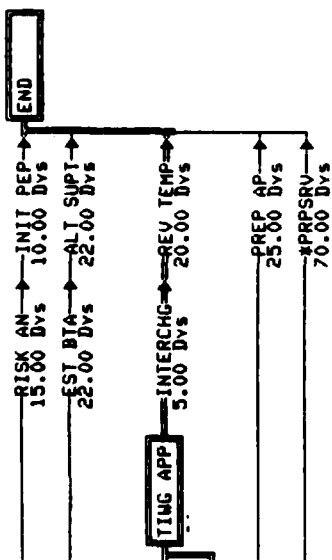 END
RISK AN
15.00 Dys
INIT PEP
10.00 Dys
EST BTA
22.00 Dys
ALT SUPT
22.00 Dys
TIWG APP
INTERCHG
5.00 Dys
REV TEMP
20.00 Dys
PREP AP
25.00 Dys
*PRPSRV
70.00 Dys